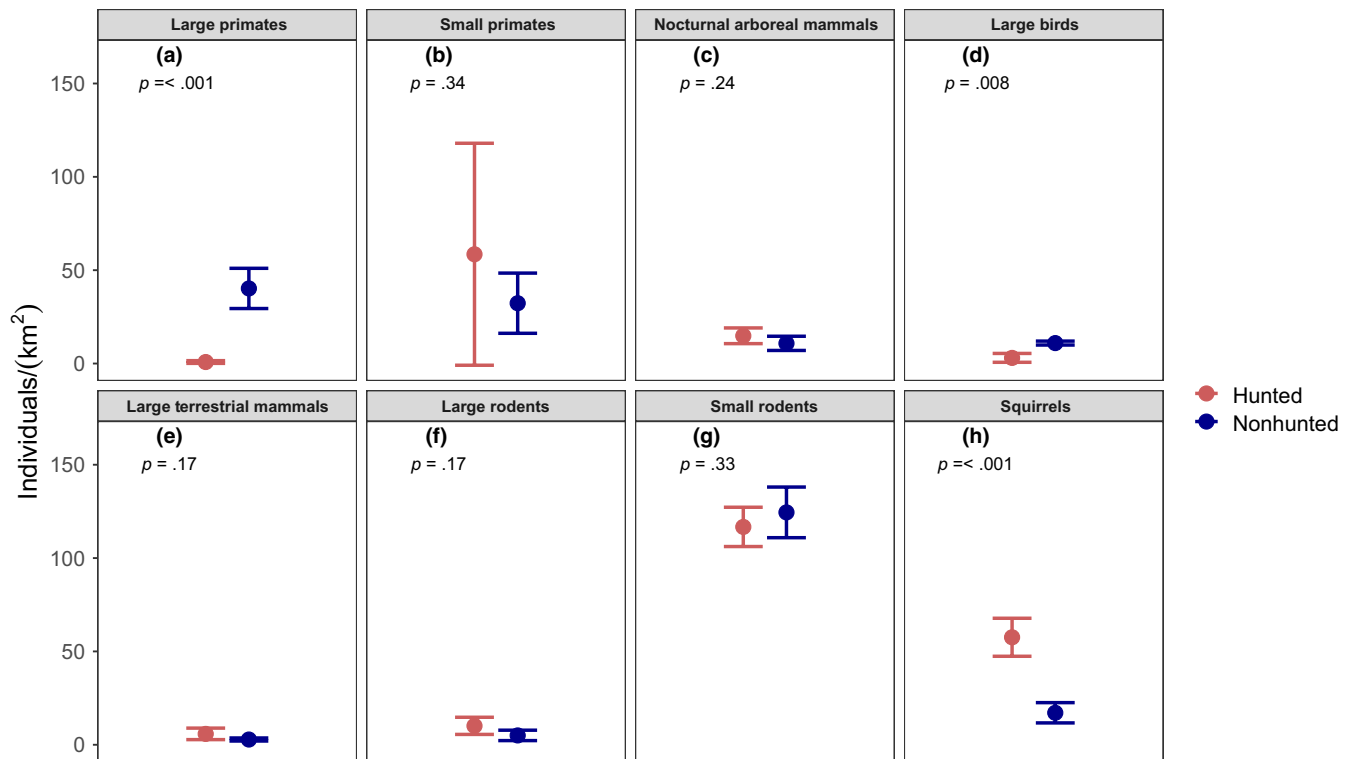 Large primates
Small primates
Nocturnal arboreal mammals
Large birds
(a)
(b)
(c)
(d)
p =< .001
p = .34
p = .24
p = .008
150
100
50
0
Large terrestrial mammals
Large rodents
Small rodents
Squirrels
(e)
(f)
(g)
(h)
p = .17
p = .17
p = .33
p =< .001
150
100
50
0
Individuals/(km²)
Hunted
Nonhunted